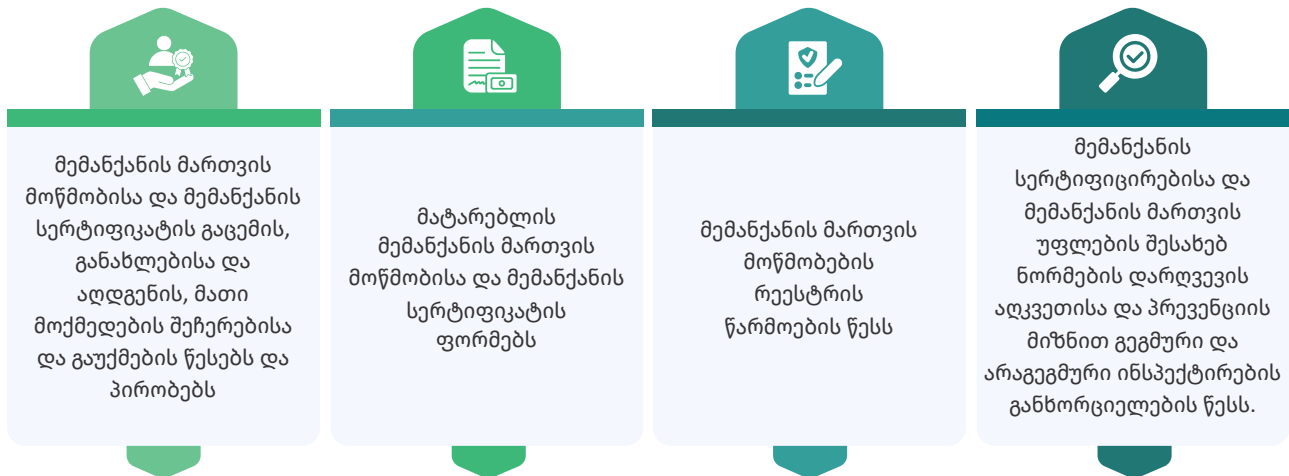 მემანქანის მართვის
მოწმობისა და მემანქანის
სერტიფიკატის გაცემის,
განახლებისა და
აღდგენის, მათი
მოქმედების შეჩერებისა
და გაუქმების წესებს და
პირობებს
მატარებლის
მემანქანის მართვის
მოწმობისა და მემანქანის
სერტიფიკატის
ფორმებს
მემანქანის მართვის
მოწმობების
რეესტრის
წარმოების წესს
მემანქანის
სერტიფიცირებისა და
მემანქანის მართვის
უფლების შესახებ
ნორმების დარღვევის
აღკვეთისა და პრევენციის
მიზნით გეგმური და
არაგეგმური ინსპექტირების
განხორციელების წესს.